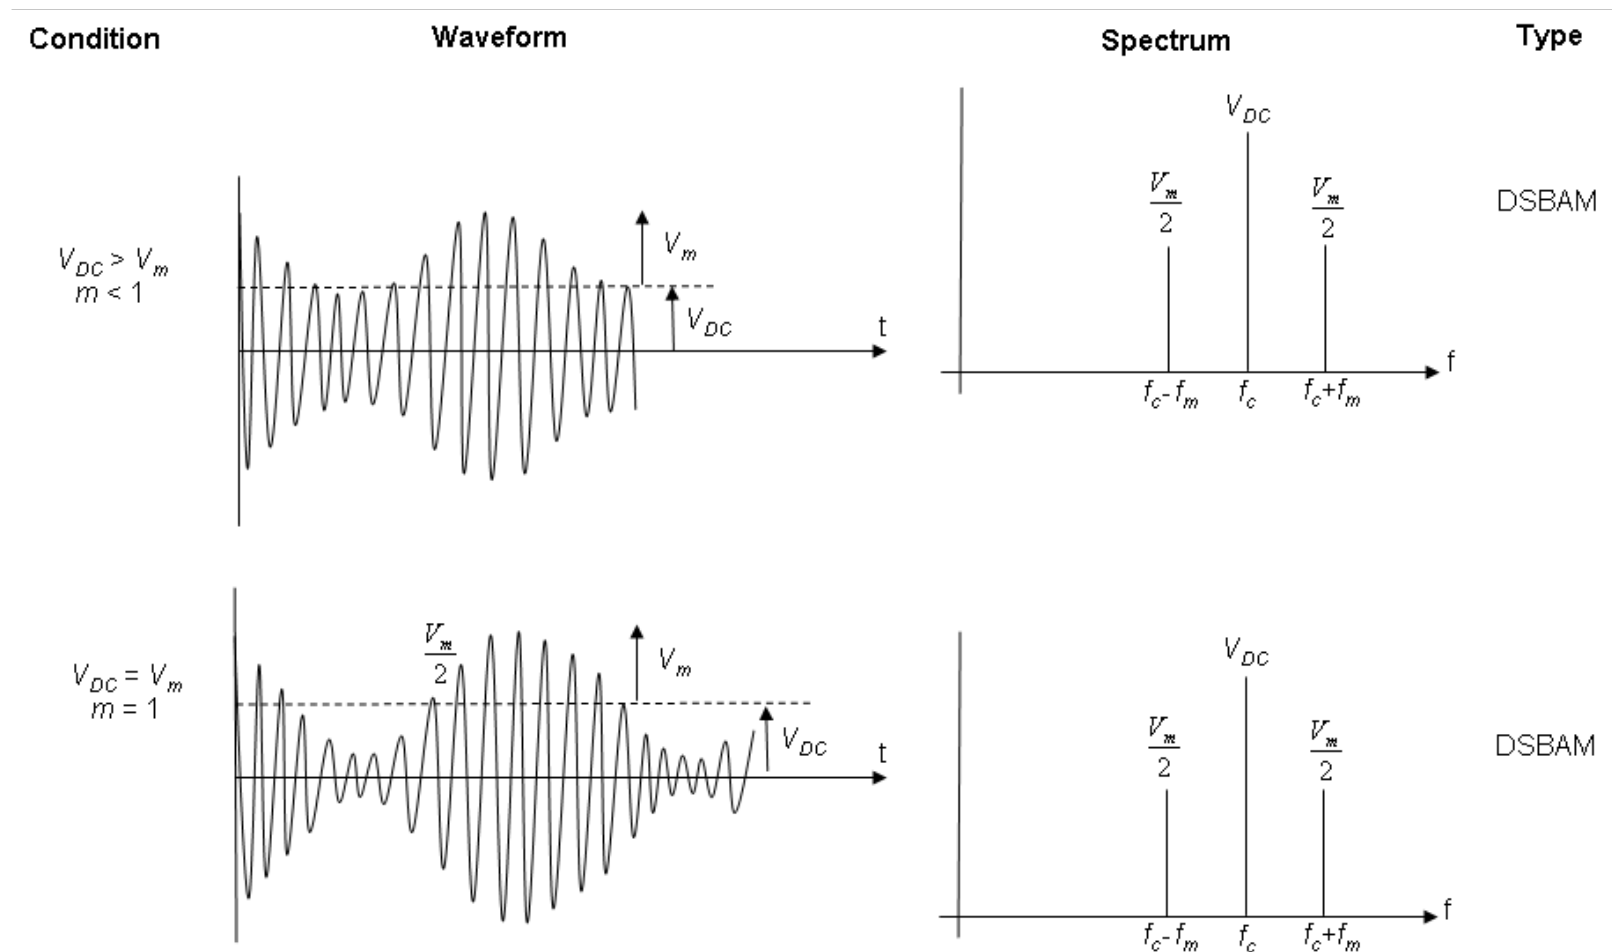 Condition Waveform Spectrum Type
V_DC > V_m
m < 1
V_m
V_DC
t
V_DC
V_m/2
V_m/2
f
f_c-f_m f_c f_c+f_m
DSBAM
V_DC = V_m
m = 1
V_m/2
V_m
V_DC
t
V_DC
V_m/2
V_m/2
f
f_c-f_m f_c f_c+f_m
DSBAM